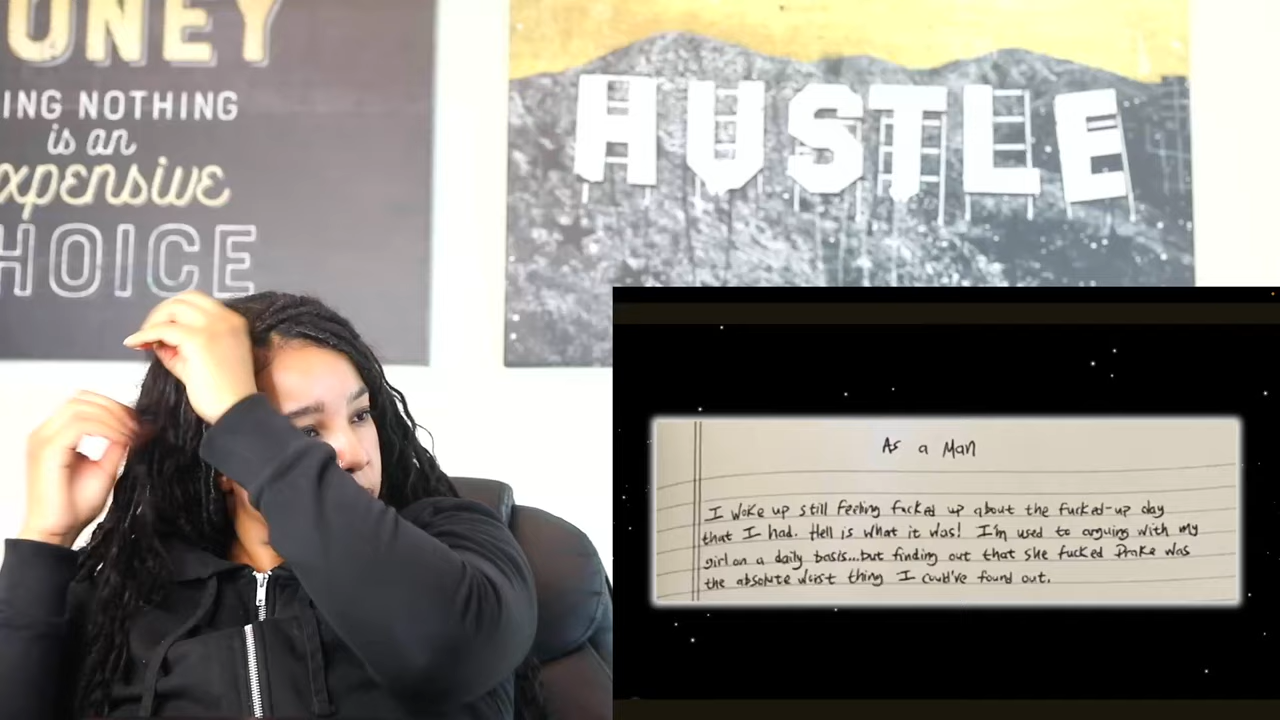 ONEY
ING NOTHING
is an
xpensive
HOICE
HUSTLE
As a Man
I woke up still feeling fucked up about the fucked-up day
that I had. Hell is what it was! I'm used to arguing with my
girl on a daily basis...but finding out that she fucked Drake was
the absolute worst thing I could've found out.